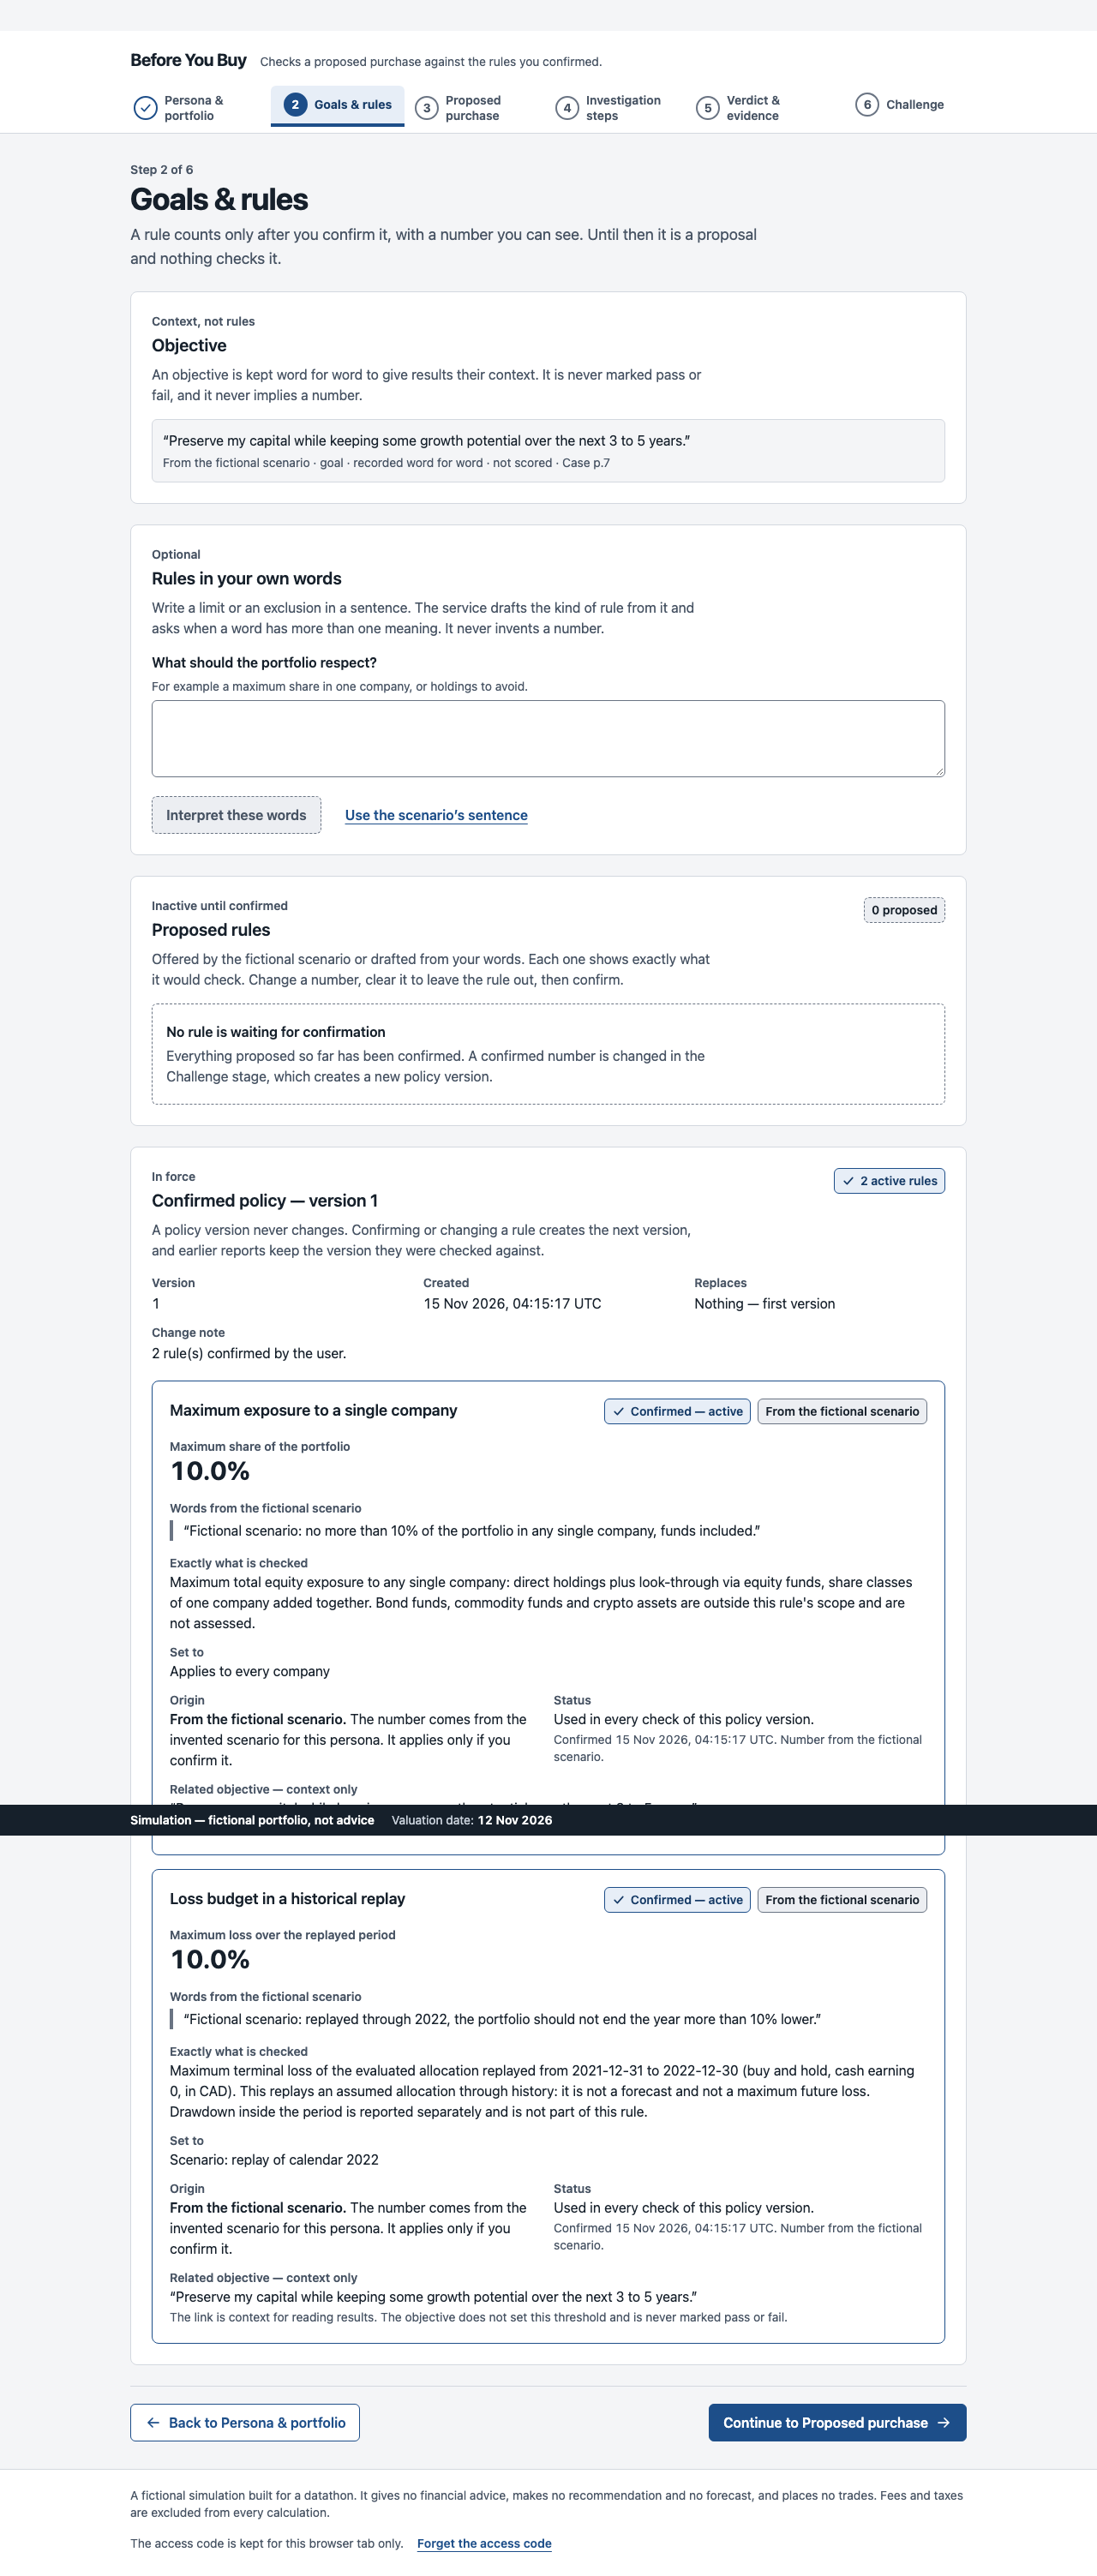 Before You Buy
Checks a proposed purchase against the rules you confirmed.
Persona &
portfolio
2
Goals & rules
3
Proposed
purchase
4
Investigation
steps
5
Verdict &
evidence
6
Challenge
Step 2 of 6
Goals & rules
A rule counts only after you confirm it, with a number you can see. Until then it is a proposal
and nothing checks it.
Context, not rules
Objective
An objective is kept word for word to give results their context. It is never marked pass or
fail, and it never implies a number.
“Preserve my capital while keeping some growth potential over the next 3 to 5 years.”
From the fictional scenario · goal · recorded word for word · not scored · Case p.7
Optional
Rules in your own words
Write a limit or an exclusion in a sentence. The service drafts the kind of rule from it and
asks when a word has more than one meaning. It never invents a number.
What should the portfolio respect?
For example a maximum share in one company, or holdings to avoid.
Interpret these words
Use the scenario’s sentence
Inactive until confirmed
0 proposed
Proposed rules
Offered by the fictional scenario or drafted from your words. Each one shows exactly what
it would check. Change a number, clear it to leave the rule out, then confirm.
No rule is waiting for confirmation
Everything proposed so far has been confirmed. A confirmed number is changed in the
Challenge stage, which creates a new policy version.
In force
2 active rules
Confirmed policy — version 1
A policy version never changes. Confirming or changing a rule creates the next version,
and earlier reports keep the version they were checked against.
Version
1
Created
15 Nov 2026, 04:15:17 UTC
Replaces
Nothing — first version
Change note
2 rule(s) confirmed by the user.
Maximum exposure to a single company
Confirmed — active
From the fictional scenario
Maximum share of the portfolio
10.0%
Words from the fictional scenario
“Fictional scenario: no more than 10% of the portfolio in any single company, funds included.”
Exactly what is checked
Maximum total equity exposure to any single company: direct holdings plus look-through via equity funds, share classes
of one company added together. Bond funds, commodity funds and crypto assets are outside this rule's scope and are
not assessed.
Set to
Applies to every company
Origin
From the fictional scenario. The number comes from the
invented scenario for this persona. It applies only if you
confirm it.
Status
Used in every check of this policy version.
Confirmed 15 Nov 2026, 04:15:17 UTC. Number from the fictional
scenario.
Related objective — context only
Simulation — fictional portfolio, not advice
Valuation date: 12 Nov 2026
Loss budget in a historical replay
Confirmed — active
From the fictional scenario
Maximum loss over the replayed period
10.0%
Words from the fictional scenario
“Fictional scenario: replayed through 2022, the portfolio should not end the year more than 10% lower.”
Exactly what is checked
Maximum terminal loss of the evaluated allocation replayed from 2021-12-31 to 2022-12-30 (buy and hold, cash earning
0, in CAD). This replays an assumed allocation through history: it is not a forecast and not a maximum future loss.
Drawdown inside the period is reported separately and is not part of this rule.
Set to
Scenario: replay of calendar 2022
Origin
From the fictional scenario. The number comes from the
invented scenario for this persona. It applies only if you
confirm it.
Status
Used in every check of this policy version.
Confirmed 15 Nov 2026, 04:15:17 UTC. Number from the fictional
scenario.
Related objective — context only
“Preserve my capital while keeping some growth potential over the next 3 to 5 years.”
The link is context for reading results. The objective does not set this threshold and is never marked pass or fail.
Back to Persona & portfolio
Continue to Proposed purchase
A fictional simulation built for a datathon. It gives no financial advice, makes no recommendation and no forecast, and places no trades. Fees and taxes
are excluded from every calculation.
The access code is kept for this browser tab only.
Forget the access code